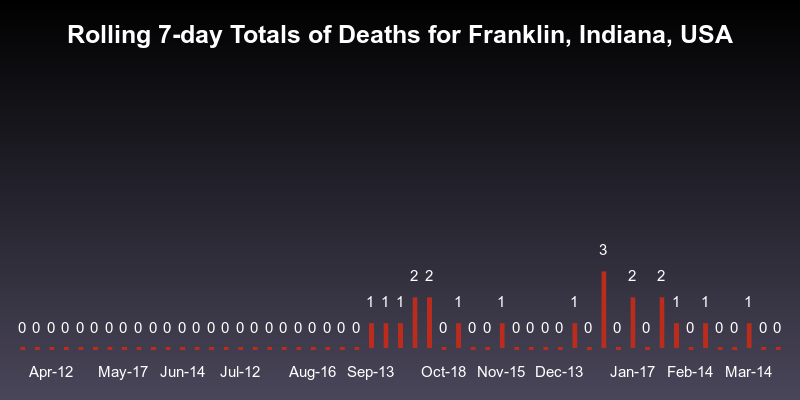 Rolling 7-day Totals of Deaths for Franklin, Indiana, USA
0 0 0 0 0 0 0 0 0 0 0 0 0 0 0 0 0 0 0 0 0 0 0 0 1 1 1 2 2 0 1 0 0 1 0 0 0 0 1 0 3 0 2 0 2 1 0 1 0 0 1 0 0
Apr-12 May-17 Jun-14 Jul-12 Aug-16 Sep-13 Oct-18 Nov-15 Dec-13 Jan-17 Feb-14 Mar-14